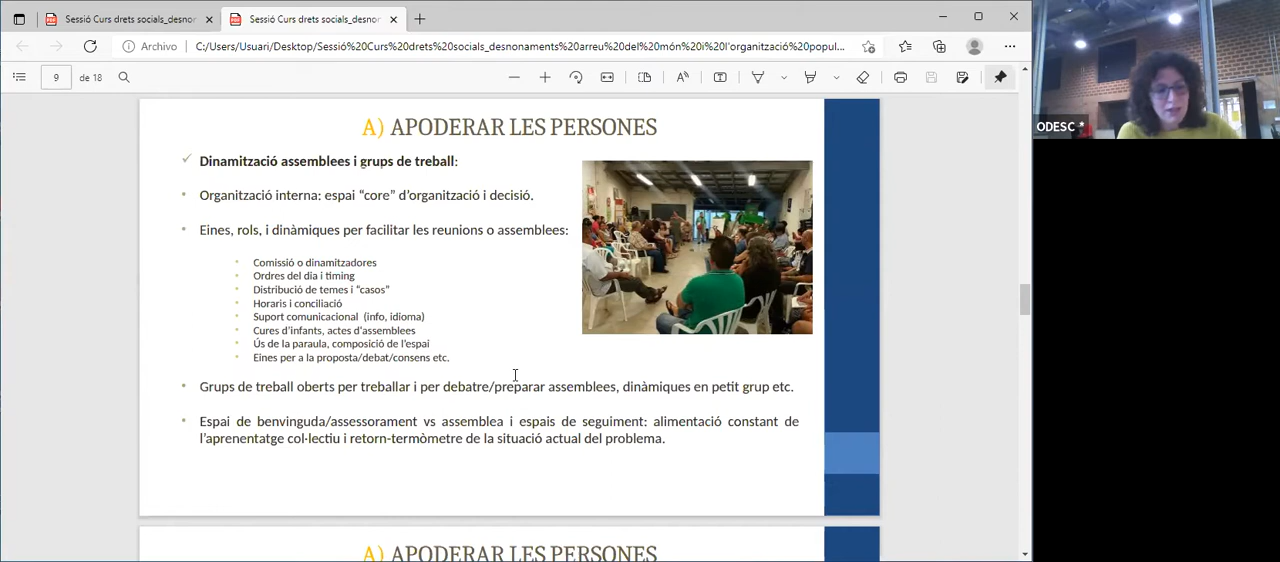 Sessió Curs drets socials_desnor
Sessió Curs drets socials_desnor
Archivo
C:/Users/Usuari/Desktop/Sessió%20Curs%20drets%20socials_desnonaments%20arreu%20del%20món%20i%20l'organització%20popul...
9
de 18
A) APODERAR LES PERSONES
Dinamització assemblees i grups de treball:
Organització interna: espai “core” d’organització i decisió.
Eines, rols, i dinàmiques per facilitar les reunions o assemblees:
Comissió o dinamitzadores
Ordres del dia i timing
Distribució de temes i “casos”
Horaris i conciliació
Suport comunicacional (info, idioma)
Cures d’infants, actes d’assemblees
Ús de la paraula, composició de l’espai
Eines per a la proposta/debat/consens etc.
Grups de treball oberts per treballar i per debatre/preparar assemblees, dinàmiques en petit grup etc.
Espai de benvinguda/assessorament vs assemblea i espais de seguiment: alimentació constant de
l’aprenentatge col·lectiu i retorn-termòmetre de la situació actual del problema.
A) APODERAR LES PERSONES
ODESC *